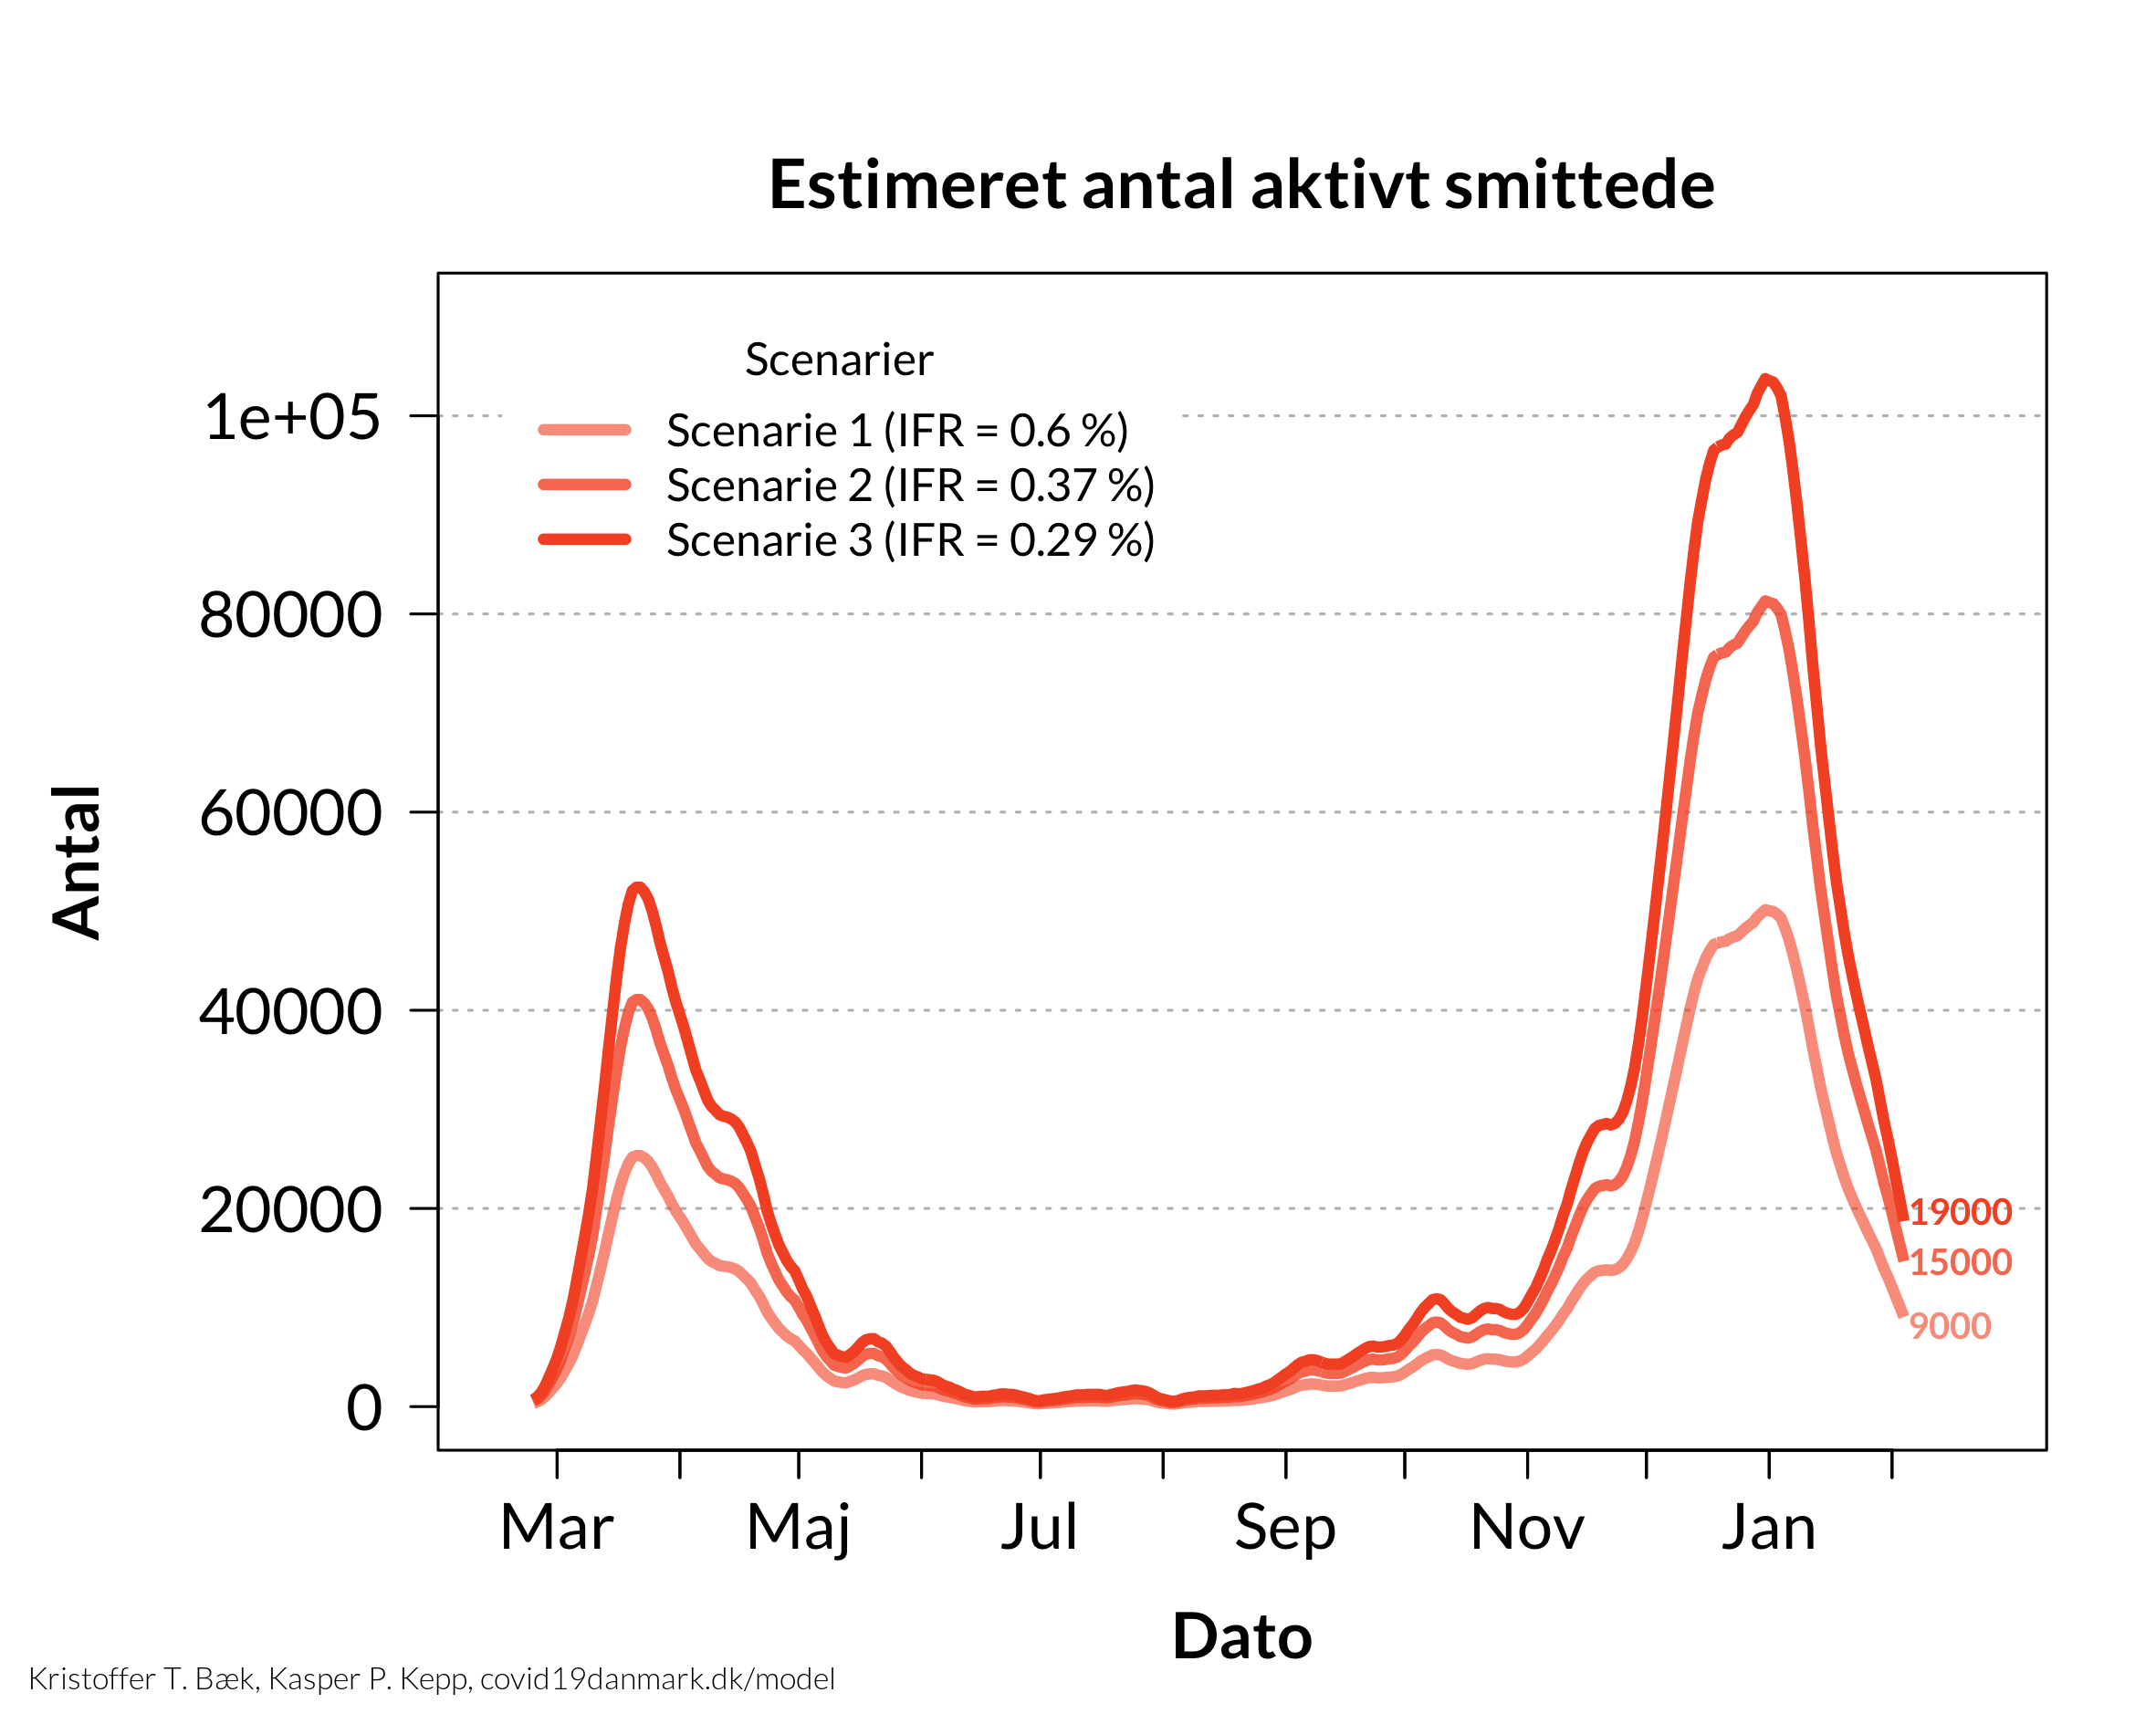 Estimeret antal aktivt smittede
Scenarier
Scenarie 1 (IFR = 0.6 %)
Scenarie 2 (IFR = 0.37 %)
Scenarie 3 (IFR = 0.29 %)
Antal
1e+05
80000
60000
40000
20000
0
19000
15000
9000
Mar Maj Jul Sep Nov Jan
Dato
Kristoffer T. Bæk, Kasper P. Kepp, covid19danmark.dk/model